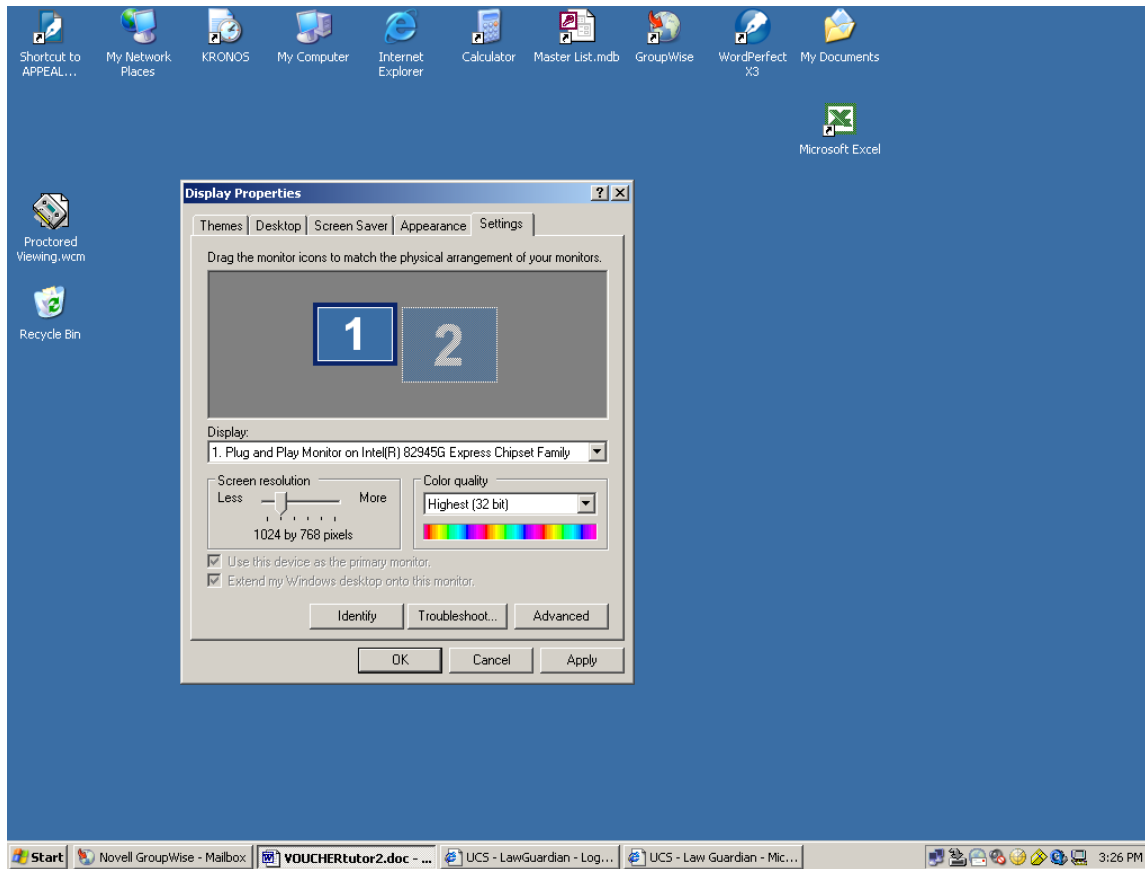 Shortcut to
APPEAL...
My Network
Places
KRONOS
My Computer
Internet
Explorer
Calculator
Master List.mdb
GroupWise
WordPerfect
X3
My Documents
Microsoft Excel
Proctored
Viewing.wcm
Recycle Bin
Display Properties
Themes Desktop Screen Saver Appearance Settings
Drag the monitor icons to match the physical arrangement of your monitors.
1 2
Display:
1. Plug and Play Monitor on Intel(R) 82945G Express Chipset Family
Screen resolution
Less More
1024 by 768 pixels
Color quality
Highest (32 bit)
Use this device as the primary monitor.
Extend my Windows desktop onto this monitor.
Identify Troubleshoot... Advanced
OK Cancel Apply
Start Novell GroupWise - Mailbox VOUCHERtutor2.doc - ... UCS - LawGuardian - Log... UCS - Law Guardian - Mic... 3:26 PM